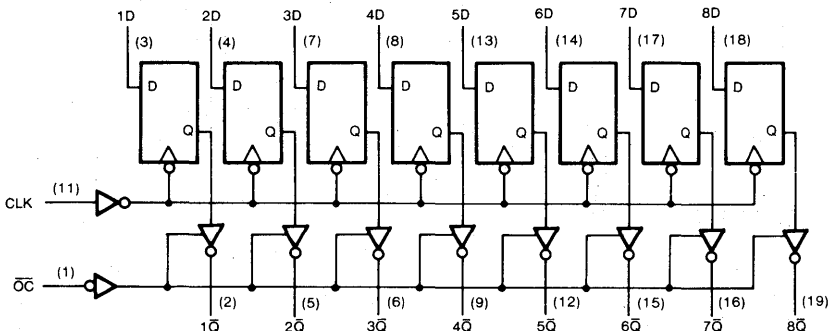 1D 2D 3D 4D 5D 6D 7D 8D
(3) (4) (7) (8) (13) (14) (17) (18)
D D D D D D D D
Q Q Q Q Q Q Q Q
CLK (11)
O̅C̅ (1)
(2) (5) (6) (9) (12) (15) (16) (19)
1Q̅ 2Q̅ 3Q̅ 4Q̅ 5Q̅ 6Q̅ 7Q̅ 8Q̅